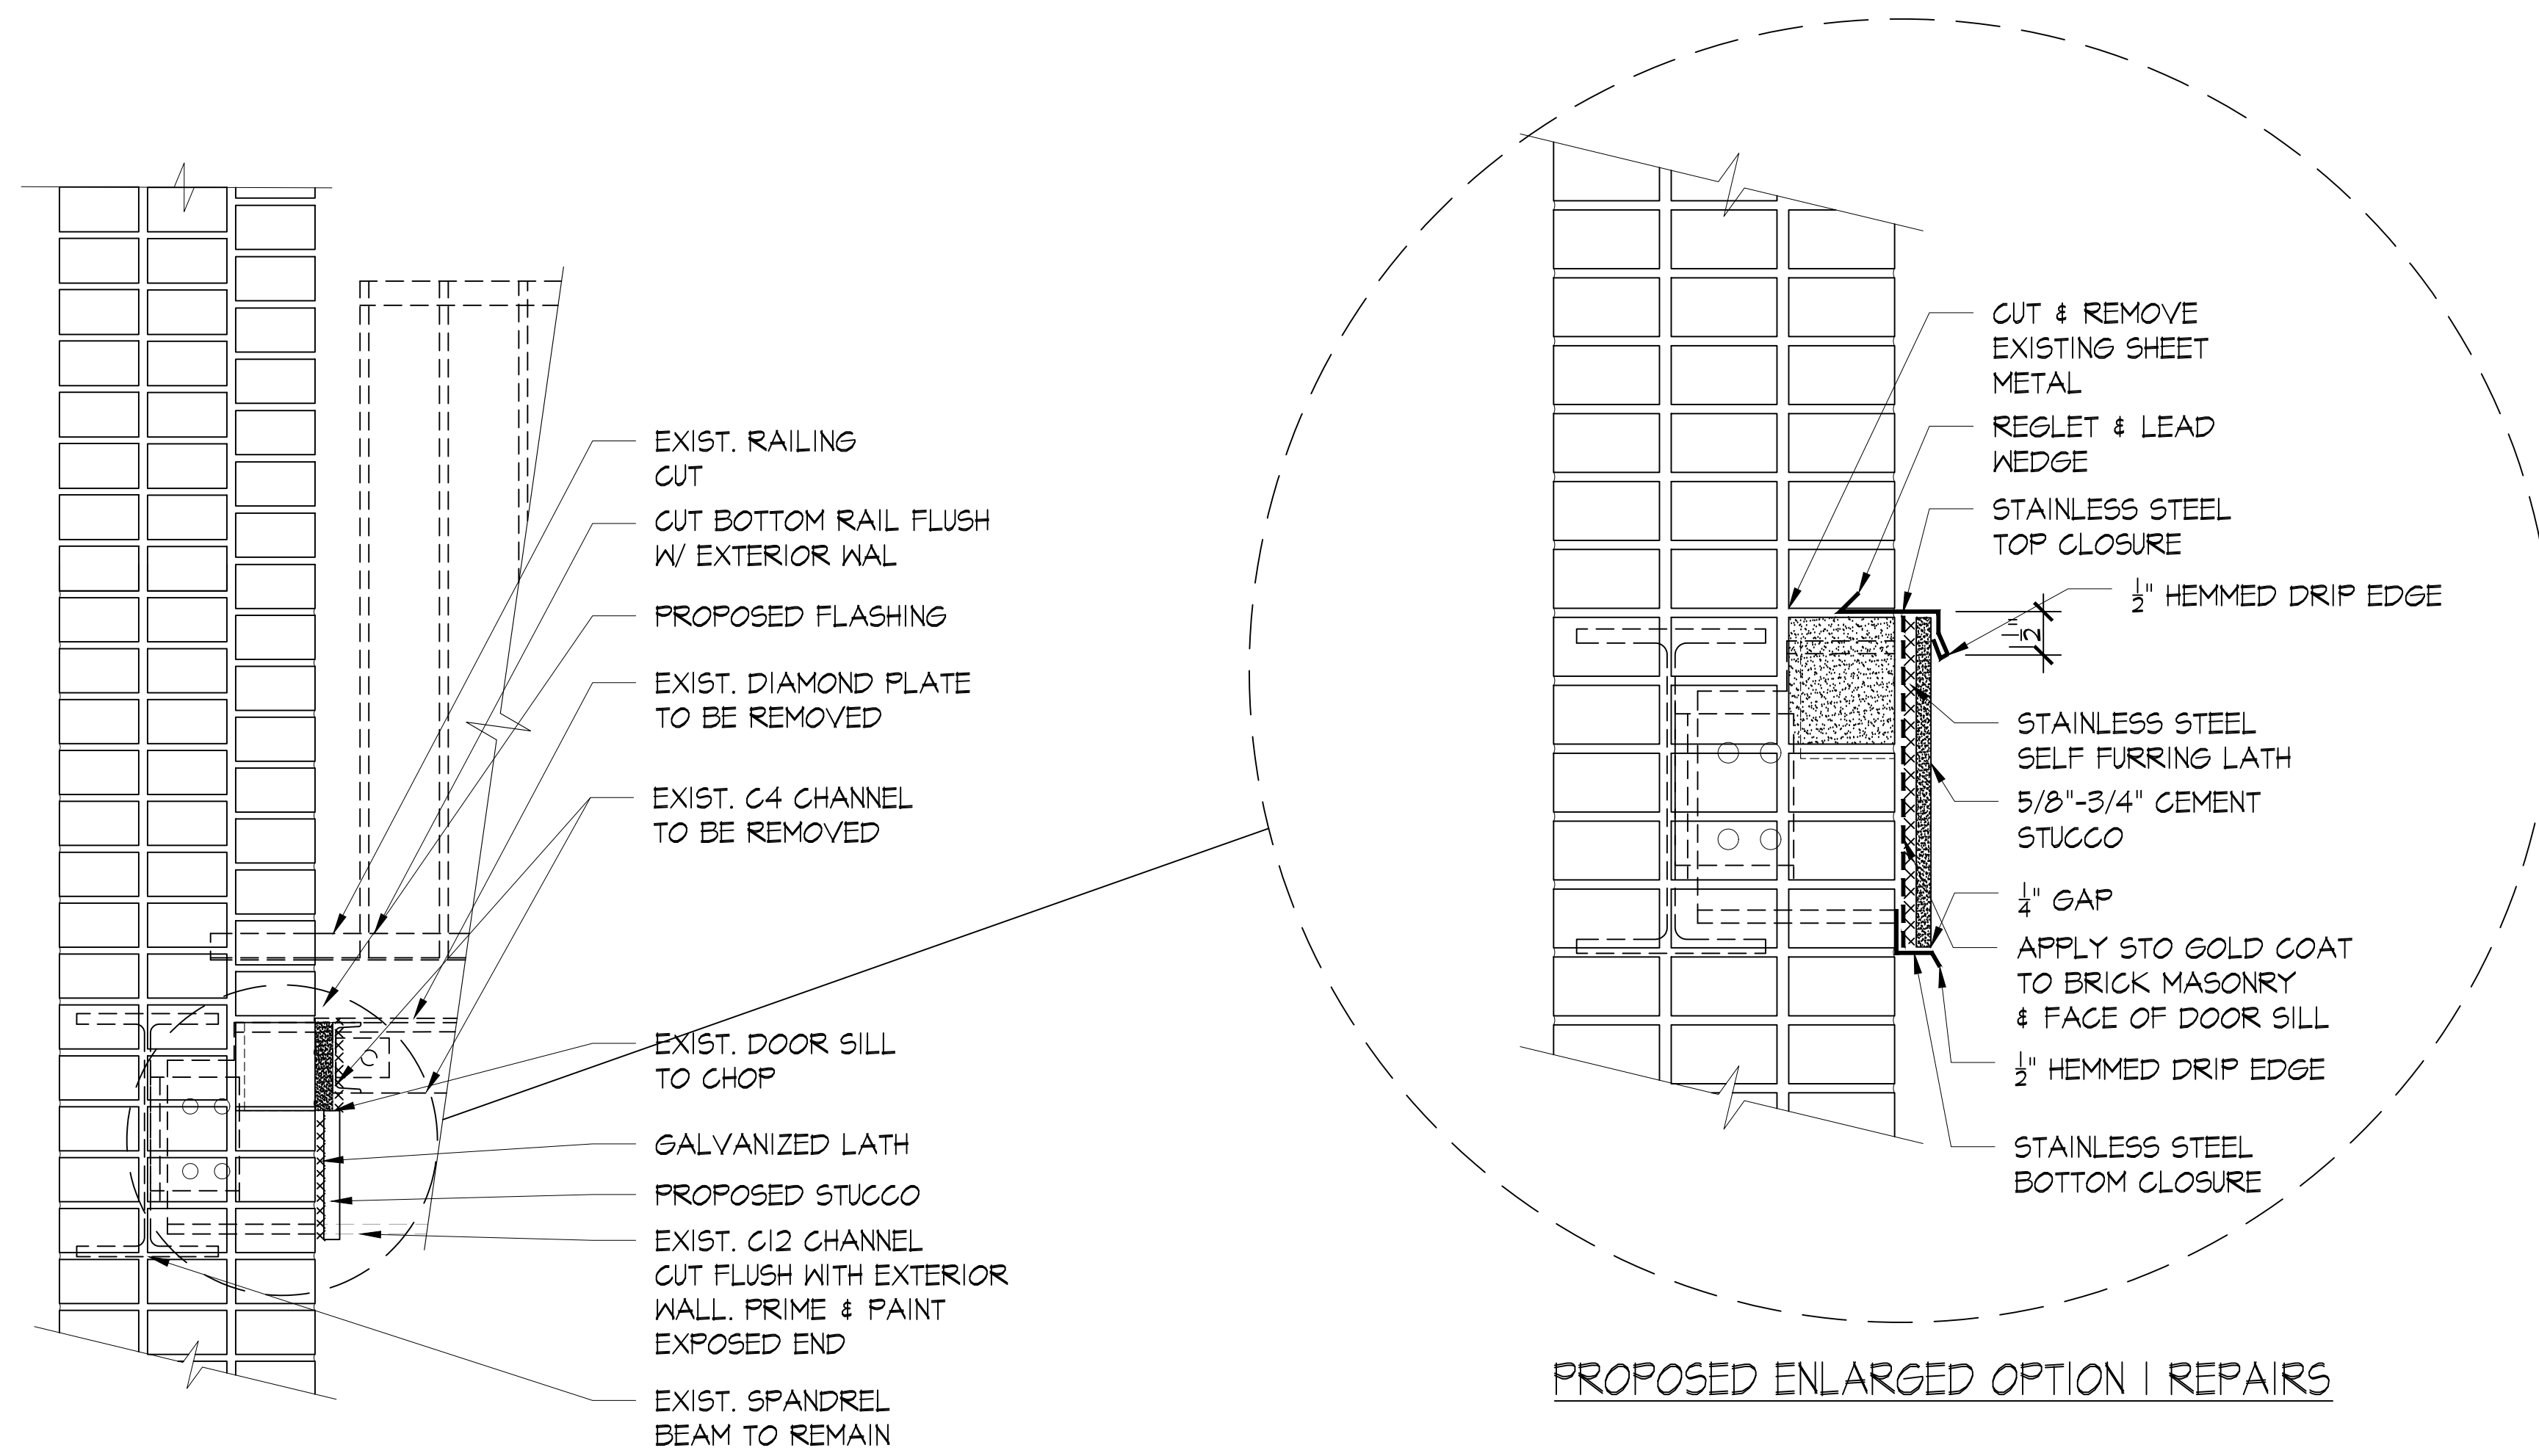 EXIST. RAILING
CUT
CUT BOTTOM RAIL FLUSH
W/ EXTERIOR WAL
PROPOSED FLASHING
EXIST. DIAMOND PLATE
TO BE REMOVED
EXIST. C4 CHANNEL
TO BE REMOVED
EXIST. DOOR SILL
TO CHOP
GALVANIZED LATH
PROPOSED STUCCO
EXIST. C12 CHANNEL
CUT FLUSH WITH EXTERIOR
WALL. PRIME & PAINT
EXPOSED END
EXIST. SPANDREL
BEAM TO REMAIN
CUT & REMOVE
EXISTING SHEET
METAL
REGLET & LEAD
WEDGE
STAINLESS STEEL
TOP CLOSURE
1/2" HEMMED DRIP EDGE
1 1/2"
STAINLESS STEEL
SELF FURRING LATH
5/8"-3/4" CEMENT
STUCCO
1/4" GAP
APPLY STO GOLD COAT
TO BRICK MASONRY
& FACE OF DOOR SILL
1/2" HEMMED DRIP EDGE
STAINLESS STEEL
BOTTOM CLOSURE
PROPOSED ENLARGED OPTION 1 REPAIRS